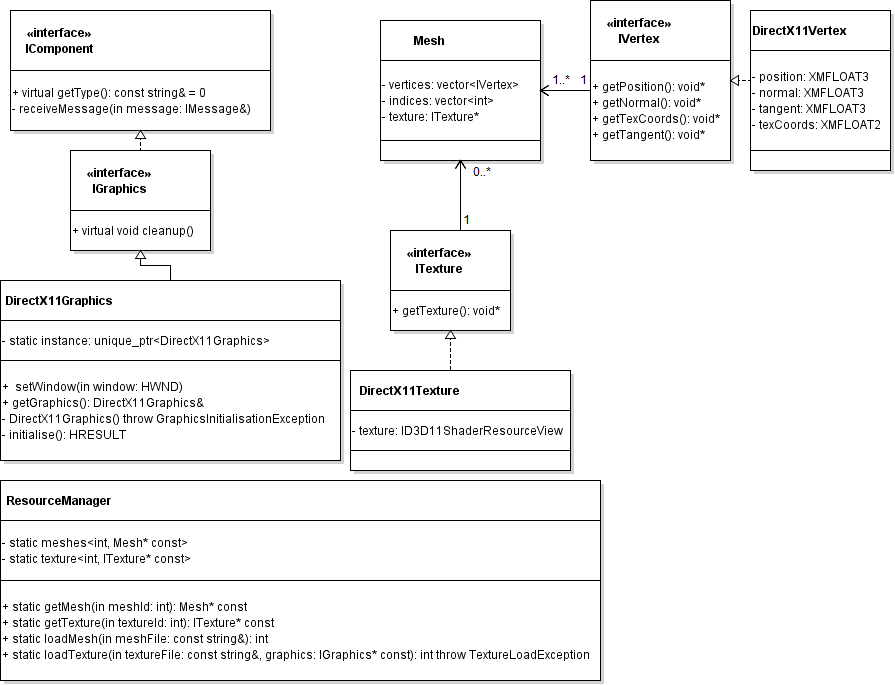 «interface»
IComponent
+ virtual getType(): const string& = 0
- receiveMessage(in message: IMessage&)
«interface»
IGraphics
+ virtual void cleanup()
DirectX11Graphics
- static instance: unique_ptr<DirectX11Graphics>
+  setWindow(in window: HWND)
+ getGraphics(): DirectX11Graphics&
- DirectX11Graphics() throw GraphicsInitialisationException
- initialise(): HRESULT
Mesh
- vertices: vector<IVertex>
- indices: vector<int>
- texture: ITexture*
1..*
1
«interface»
IVertex
+ getPosition(): void*
+ getNormal(): void*
+ getTexCoords(): void*
+ getTangent(): void*
DirectX11Vertex
- position: XMFLOAT3
- normal: XMFLOAT3
- tangent: XMFLOAT3
- texCoords: XMFLOAT2
0..*
1
«interface»
ITexture
+ getTexture(): void*
DirectX11Texture
- texture: ID3D11ShaderResourceView
ResourceManager
- static meshes<int, Mesh* const>
- static texture<int, ITexture* const>
+ static getMesh(in meshId: int): Mesh* const
+ static getTexture(in textureId: int): ITexture* const
+ static loadMesh(in meshFile: const string&): int
+ static loadTexture(in textureFile: const string&, graphics: IGraphics* const): int throw TextureLoadException